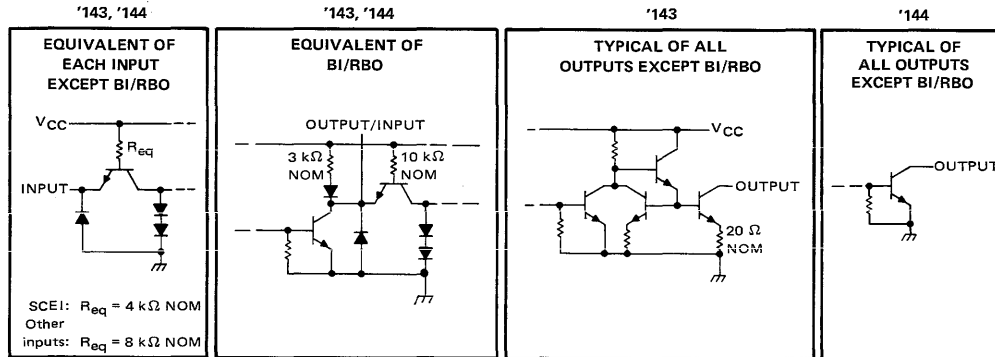 '143, '144
EQUIVALENT OF
EACH INPUT
EXCEPT BI/RBO
VCC
Req
INPUT
SCEI: Req = 4 kΩ NOM
Other
inputs: Req = 8 kΩ NOM
'143, '144
EQUIVALENT OF
BI/RBO
OUTPUT/INPUT
3 kΩ
NOM
10 kΩ
NOM
'143
TYPICAL OF ALL
OUTPUTS EXCEPT BI/RBO
VCC
OUTPUT
20 Ω
NOM
'144
TYPICAL OF
ALL OUTPUTS
EXCEPT BI/RBO
OUTPUT